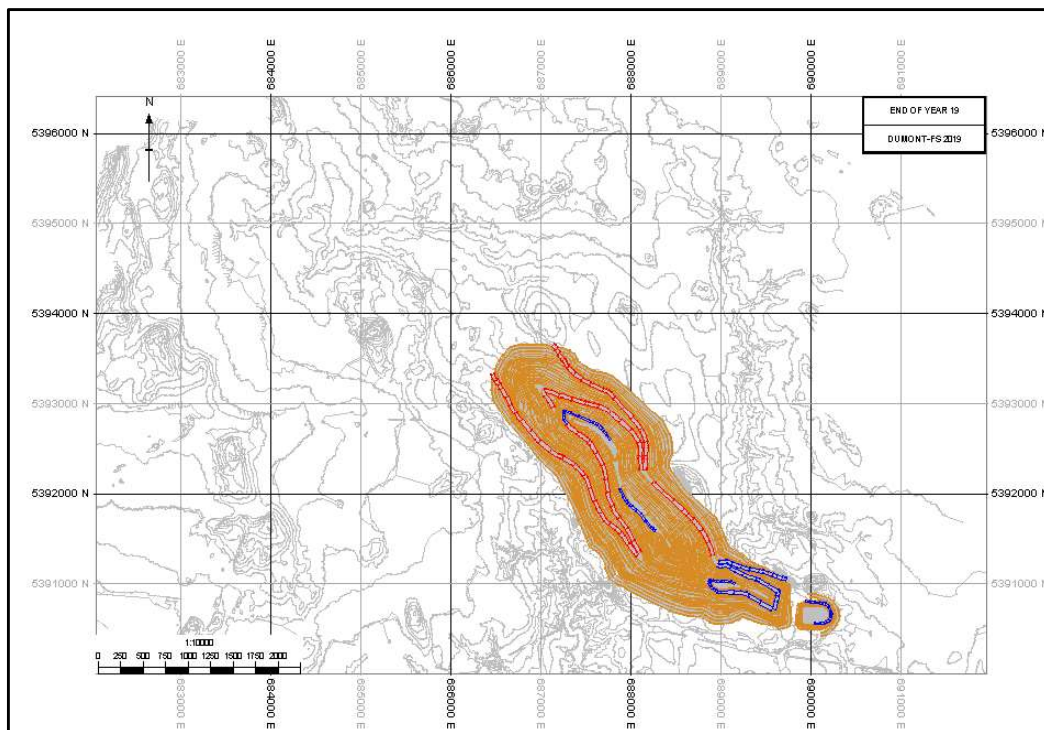 683000 E
684000 E
685000 E
686000 E
687000 E
688000 E
689000 E
690000 E
691000 E
N
END OF YEAR 19
DUMONT-FS 2019
5396000 N
5396000 N
5395000 N
5395000 N
5394000 N
5394000 N
5393000 N
5393000 N
5392000 N
5392000 N
5391000 N
5391000 N
1:10000
0 250 500 750 1000 1250 1500 1750 2000
683000 E
684000 E
685000 E
686000 E
687000 E
688000 E
689000 E
690000 E
691000 E